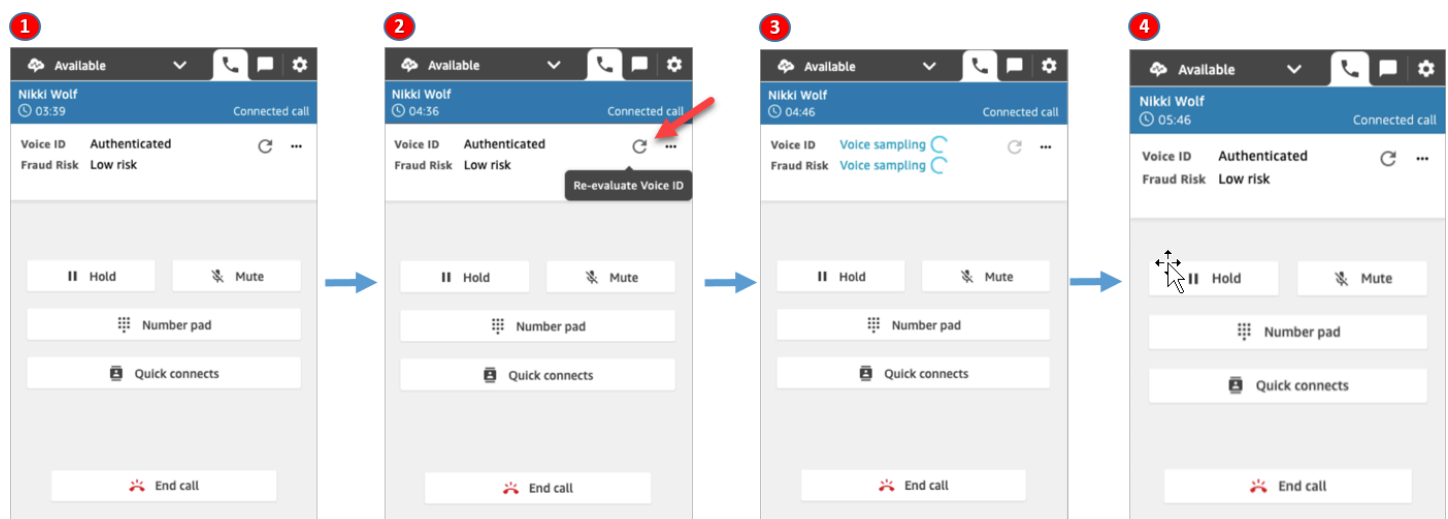 1
Available
Nikki Wolf
03:39 Connected call
Voice ID Authenticated
Fraud Risk Low risk
Hold Mute
Number pad
Quick connects
End call
2
Available
Nikki Wolf
04:36 Connected call
Voice ID Authenticated
Fraud Risk Low risk
Re-evaluate Voice ID
Hold Mute
Number pad
Quick connects
End call
3
Available
Nikki Wolf
04:46 Connected call
Voice ID Voice sampling
Fraud Risk Voice sampling
Hold Mute
Number pad
Quick connects
End call
4
Available
Nikki Wolf
05:46 Connected call
Voice ID Authenticated
Fraud Risk Low risk
Hold Mute
Number pad
Quick connects
End call